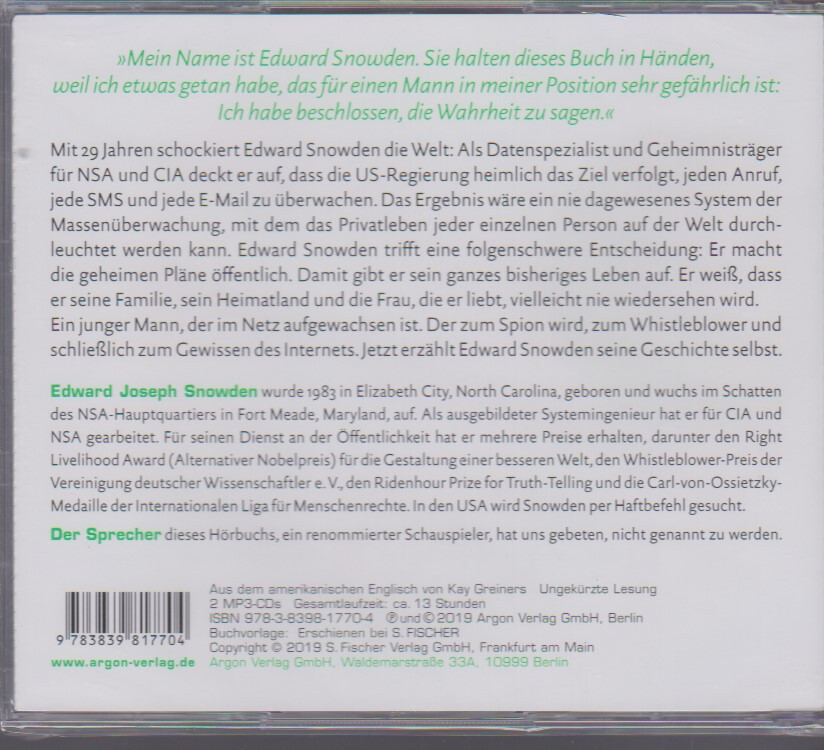 »Mein Name ist Edward Snowden. Sie halten dieses Buch in Händen,
weil ich etwas getan habe, das für einen Mann in meiner Position sehr gefährlich ist:
Ich habe beschlossen, die Wahrheit zu sagen.«
Mit 29 Jahren schockiert Edward Snowden die Welt: Als Datenspezialist und Geheimnisträger
für NSA und CIA deckt er auf, dass die US-Regierung heimlich das Ziel verfolgt, jeden Anruf,
jede SMS und jede E-Mail zu überwachen. Das Ergebnis wäre ein nie dagewesenes System der
Massenüberwachung, mit dem das Privatleben jeder einzelnen Person auf der Welt durch-
leuchtet werden kann. Edward Snowden trifft eine folgenschwere Entscheidung: Er macht
die geheimen Pläne öffentlich. Damit gibt er sein ganzes bisheriges Leben auf. Er weiß, dass
er seine Familie, sein Heimatland und die Frau, die er liebt, vielleicht nie wiedersehen wird.
Ein junger Mann, der im Netz aufgewachsen ist. Der zum Spion wird, zum Whistleblower und
schließlich zum Gewissen des Internets. Jetzt erzählt Edward Snowden seine Geschichte selbst.
Edward Joseph Snowden wurde 1983 in Elizabeth City, North Carolina, geboren und wuchs im Schatten
des NSA-Hauptquartiers in Fort Meade, Maryland, auf. Als ausgebildeter Systemingenieur hat er für CIA und
NSA gearbeitet. Für seinen Dienst an der Öffentlichkeit hat er mehrere Preise erhalten, darunter den Right
Livelihood Award (Alternativer Nobelpreis) für die Gestaltung einer besseren Welt, den Whistleblower-Preis der
Vereinigung deutscher Wissenschaftler e. V., den Ridenhour Prize for Truth-Telling und die Carl-von-Ossietzky-
Medaille der Internationalen Liga für Menschenrechte. In den USA wird Snowden per Haftbefehl gesucht.
Der Sprecher dieses Hörbuchs, ein renommierter Schauspieler, hat uns gebeten, nicht genannt zu werden.
Aus dem amerikanischen Englisch von Kay Greiners Ungekürzte Lesung
2 MP3-CDs Gesamtlaufzeit: ca. 13 Stunden
ISBN 978-3-8398-1770-4 ℗ und © 2019 Argon Verlag GmbH, Berlin
Buchvorlage: Erschienen bei S. FISCHER
Copyright © 2019 S. Fischer Verlag GmbH, Frankfurt am Main
Argon Verlag GmbH, Waldemarstraße 33A, 10999 Berlin
9 783839 817704
www.argon-verlag.de